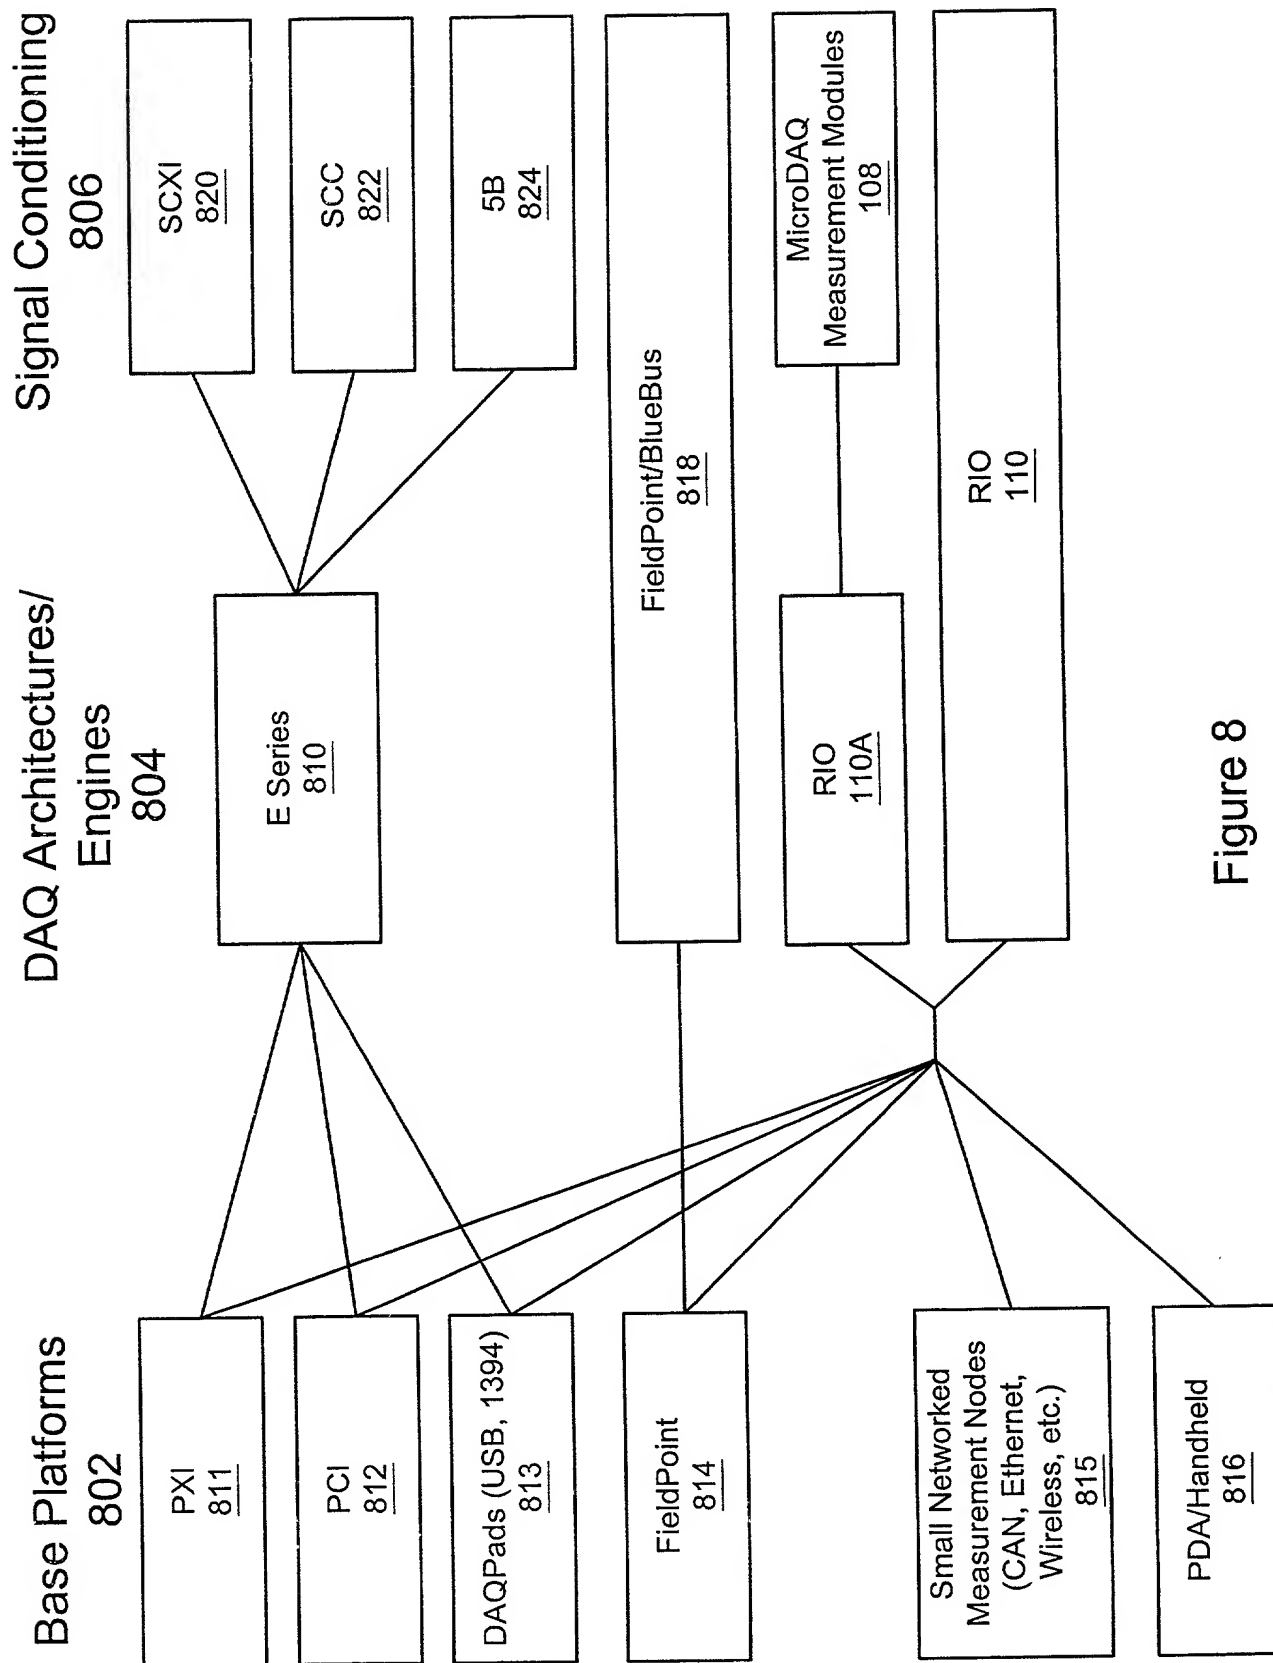 Base Platforms
802
PXI
811
PCI
812
DAQPads (USB, 1394)
813
FieldPoint
814
Small Networked
Measurement Nodes
(CAN, Ethernet,
Wireless, etc.)
815
PDA/Handheld
816
DAQ Architectures/
Engines
804
E Series
810
FieldPoint/BlueBus
818
RIO
110A
RIO
110
Signal Conditioning
806
SCXI
820
SCC
822
5B
824
MicroDAQ
Measurement Modules
108
Figure 8